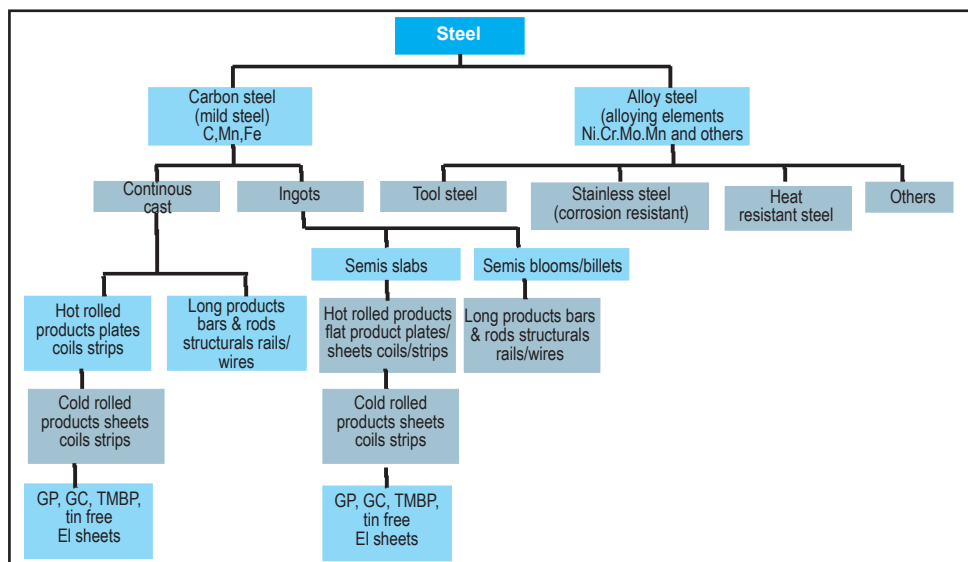 Steel
Carbon steel
(mild steel)
C,Mn,Fe
Alloy steel
(alloying elements
Ni.Cr.Mo.Mn and others
Continous
cast
Ingots
Tool steel
Stainless steel
(corrosion resistant)
Heat
resistant steel
Others
Semis slabs
Semis blooms/billets
Hot rolled
products plates
coils strips
Long products
bars & rods
structurals rails/
wires
Hot rolled products
flat product plates/
sheets coils/strips
Long products bars
& rods structurals
rails/wires
Cold rolled
products sheets
coils strips
Cold rolled
products sheets
coils strips
GP, GC, TMBP,
tin free
El sheets
GP, GC, TMBP,
tin free
El sheets